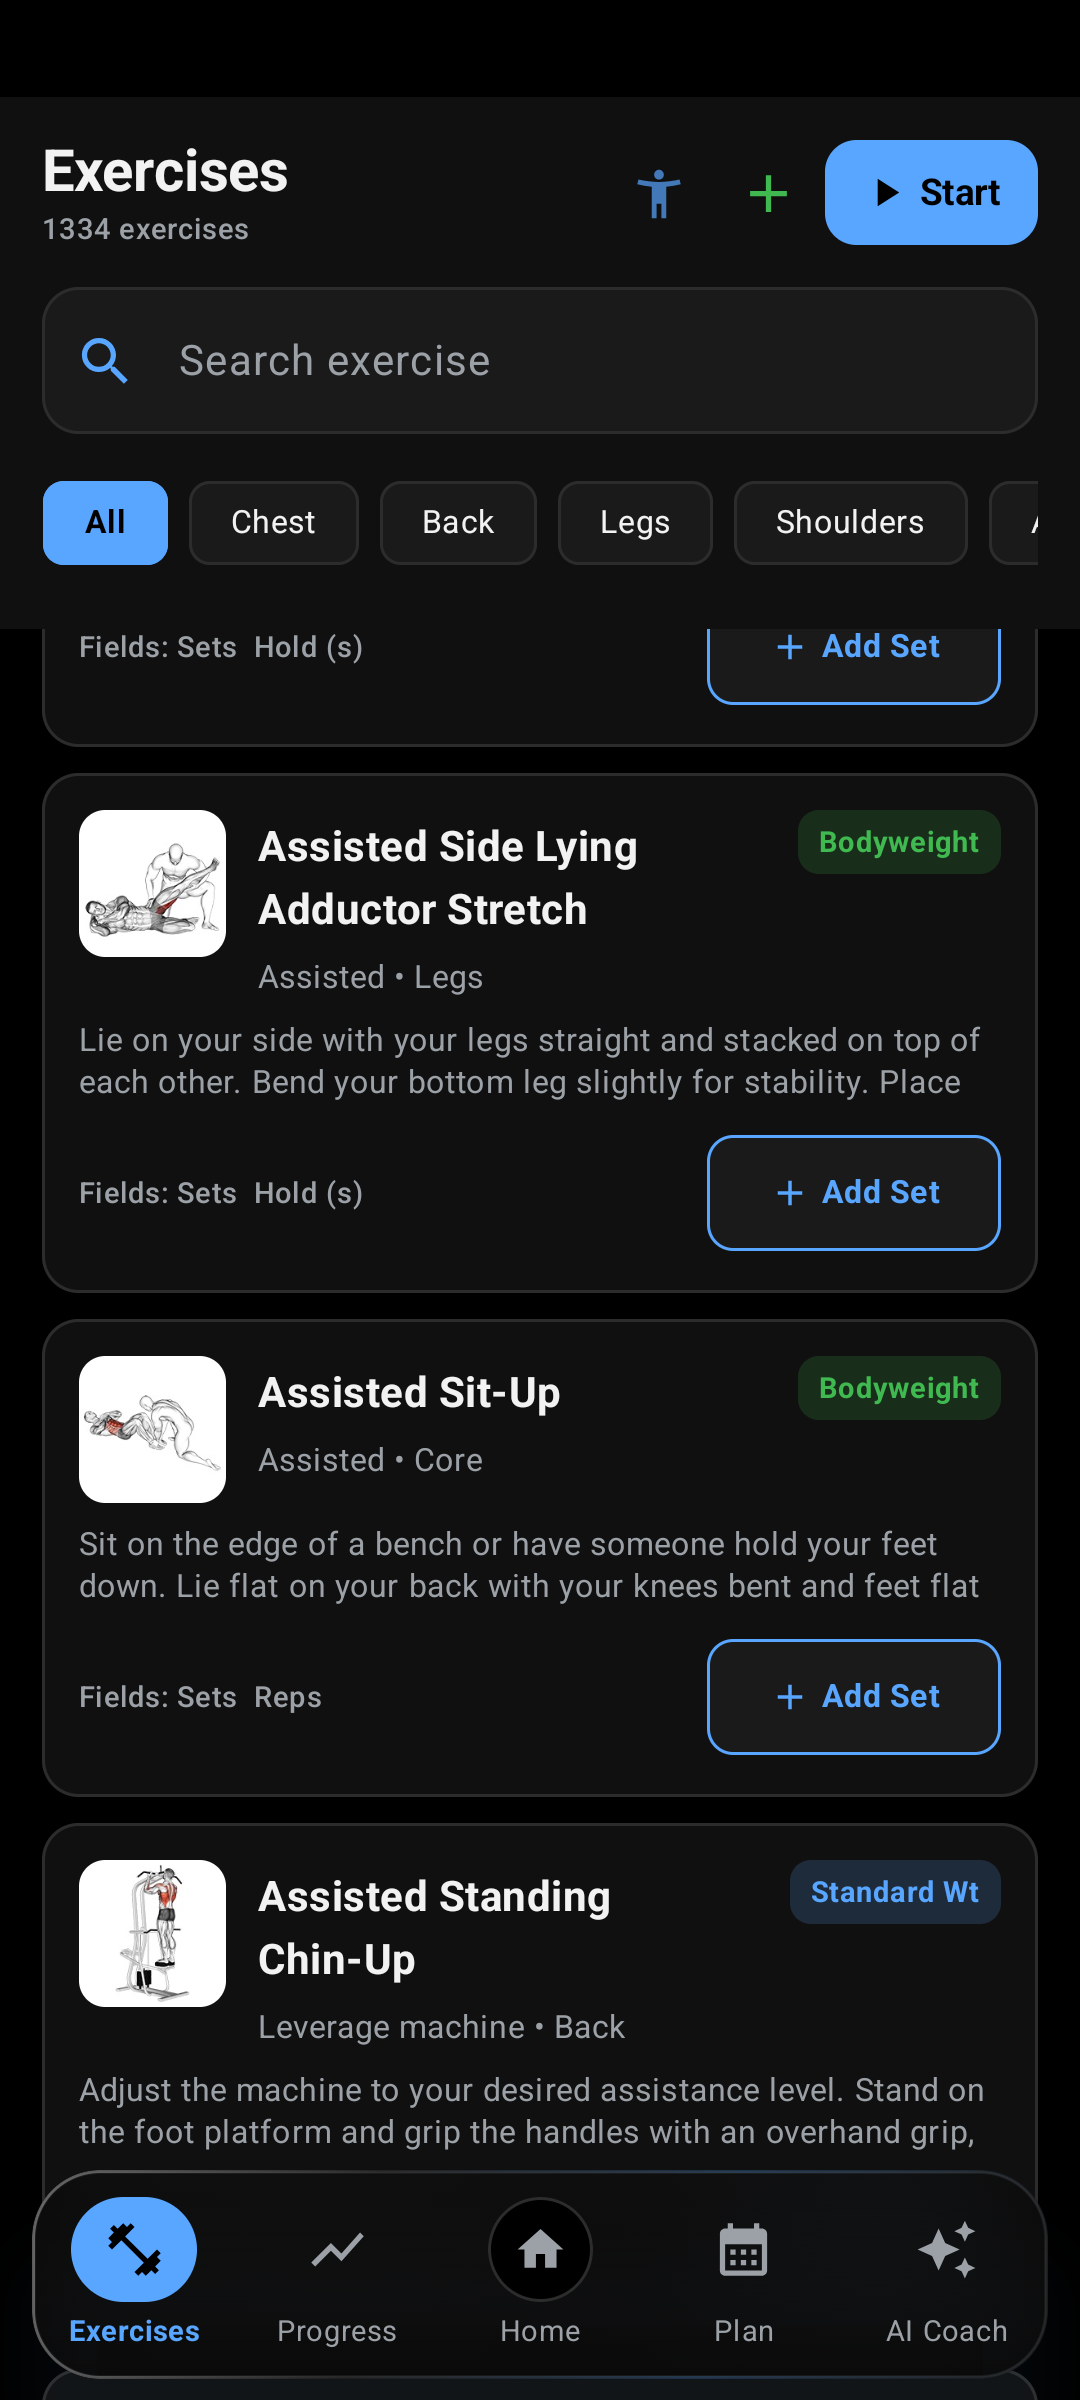 Exercises
1334 exercises
Start
Search exercise
All
Chest
Back
Legs
Shoulders
Fields: Sets Hold (s)
+ Add Set
Assisted Side Lying
Adductor Stretch
Bodyweight
Assisted • Legs
Lie on your side with your legs straight and stacked on top of
each other. Bend your bottom leg slightly for stability. Place
Fields: Sets Hold (s)
+ Add Set
Assisted Sit-Up
Bodyweight
Assisted • Core
Sit on the edge of a bench or have someone hold your feet
down. Lie flat on your back with your knees bent and feet flat
Fields: Sets Reps
+ Add Set
Assisted Standing
Chin-Up
Standard Wt
Leverage machine • Back
Adjust the machine to your desired assistance level. Stand on
the foot platform and grip the handles with an overhand grip,
Exercises
Progress
Home
Plan
AI Coach